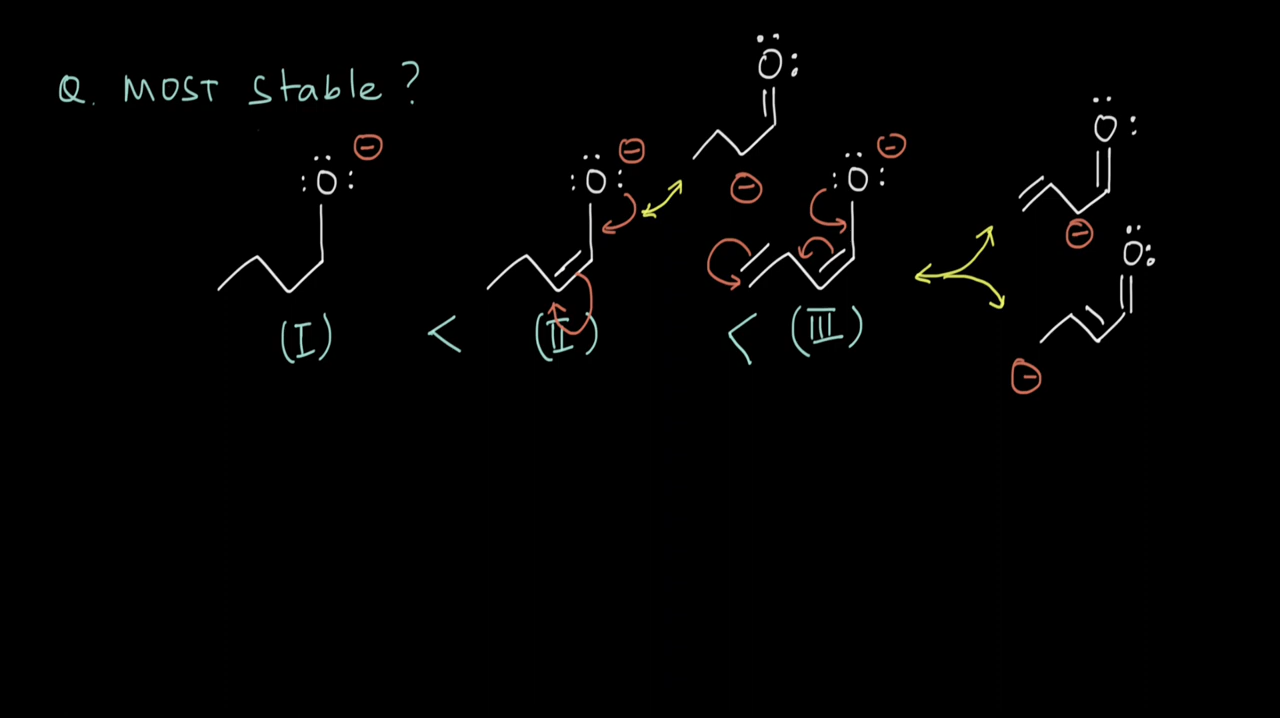 Q. MOST stable?
O
O
:O: ⊖
:O: ⊖
:O: ⊖
O
⊖
⊖
(I) < (II) < (III)
⊖